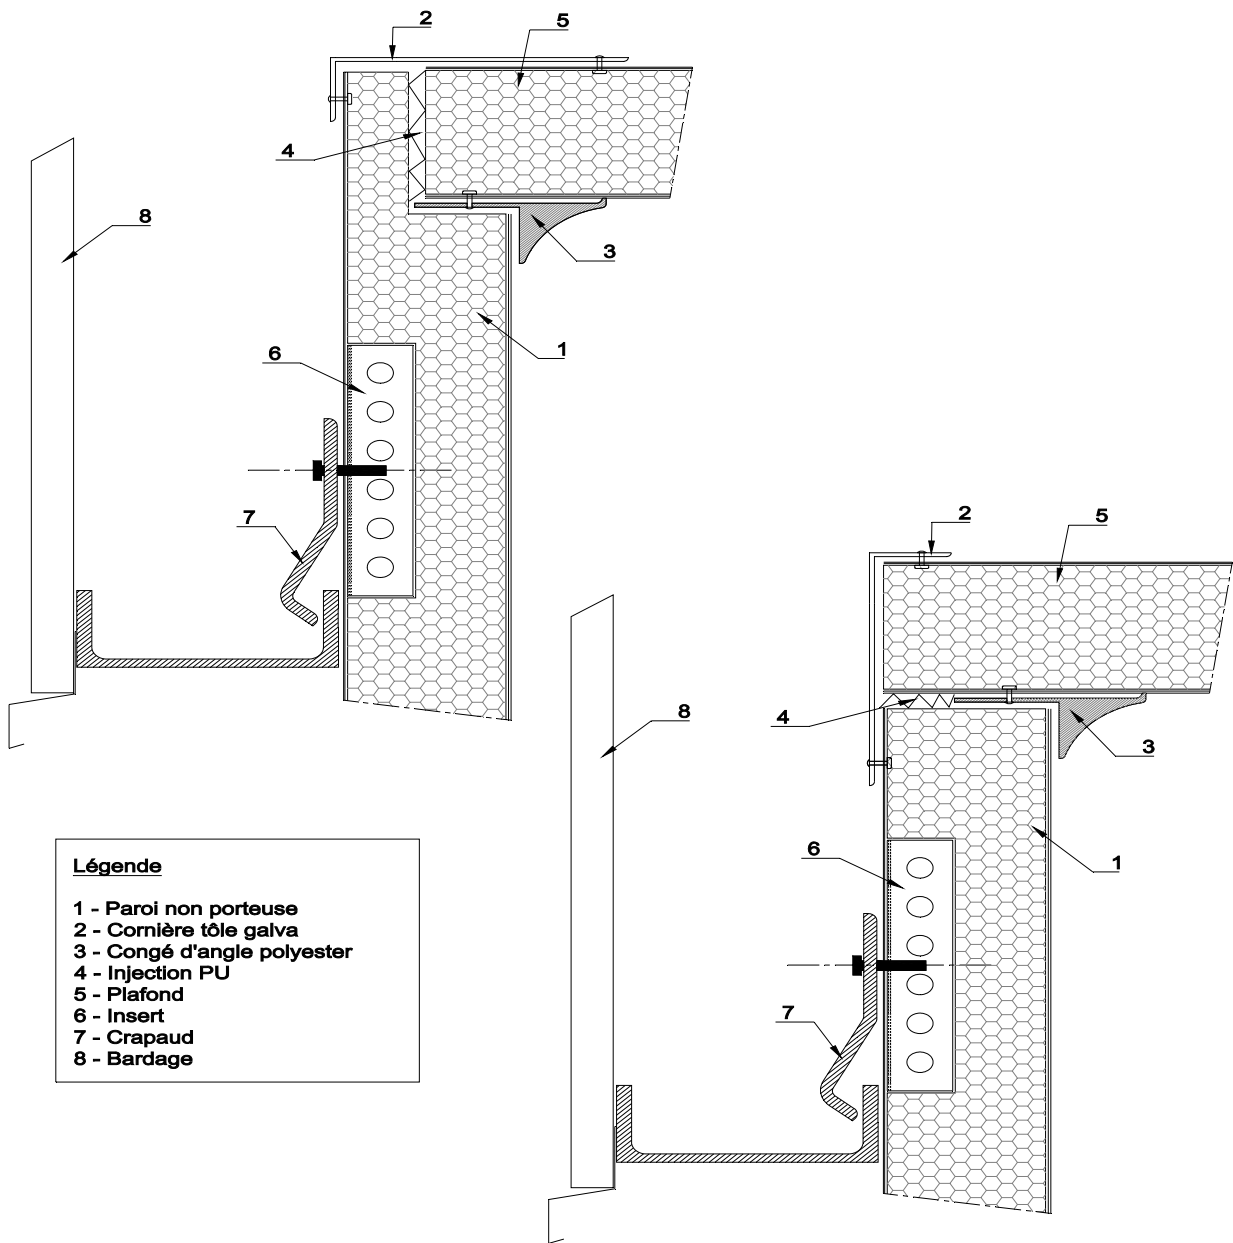 2
5
4
8
3
1
6
7
2
5
8
4
3
6
1
7
Légende
1 - Paroi non porteuse
2 - Cornière tôle galva
3 - Congé d'angle polyester
4 - Injection PU
5 - Plafond
6 - Insert
7 - Crapaud
8 - Bardage